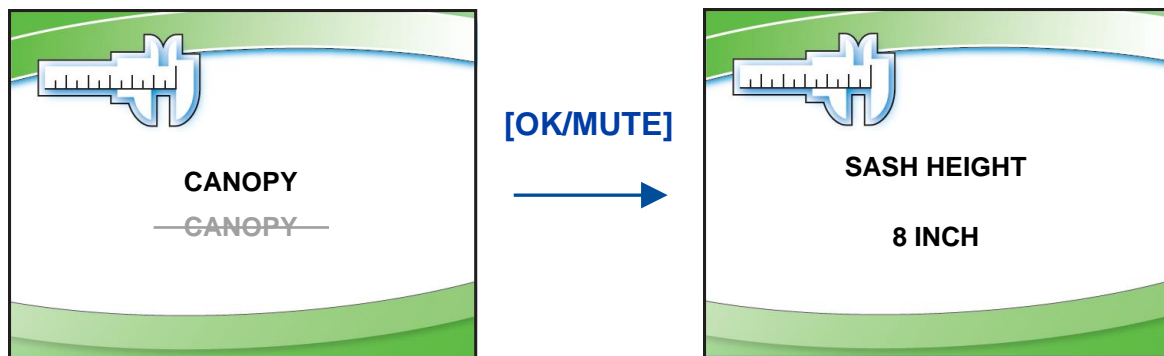 CANOPY
CANOPY
[OK/MUTE]
SASH HEIGHT
8 INCH